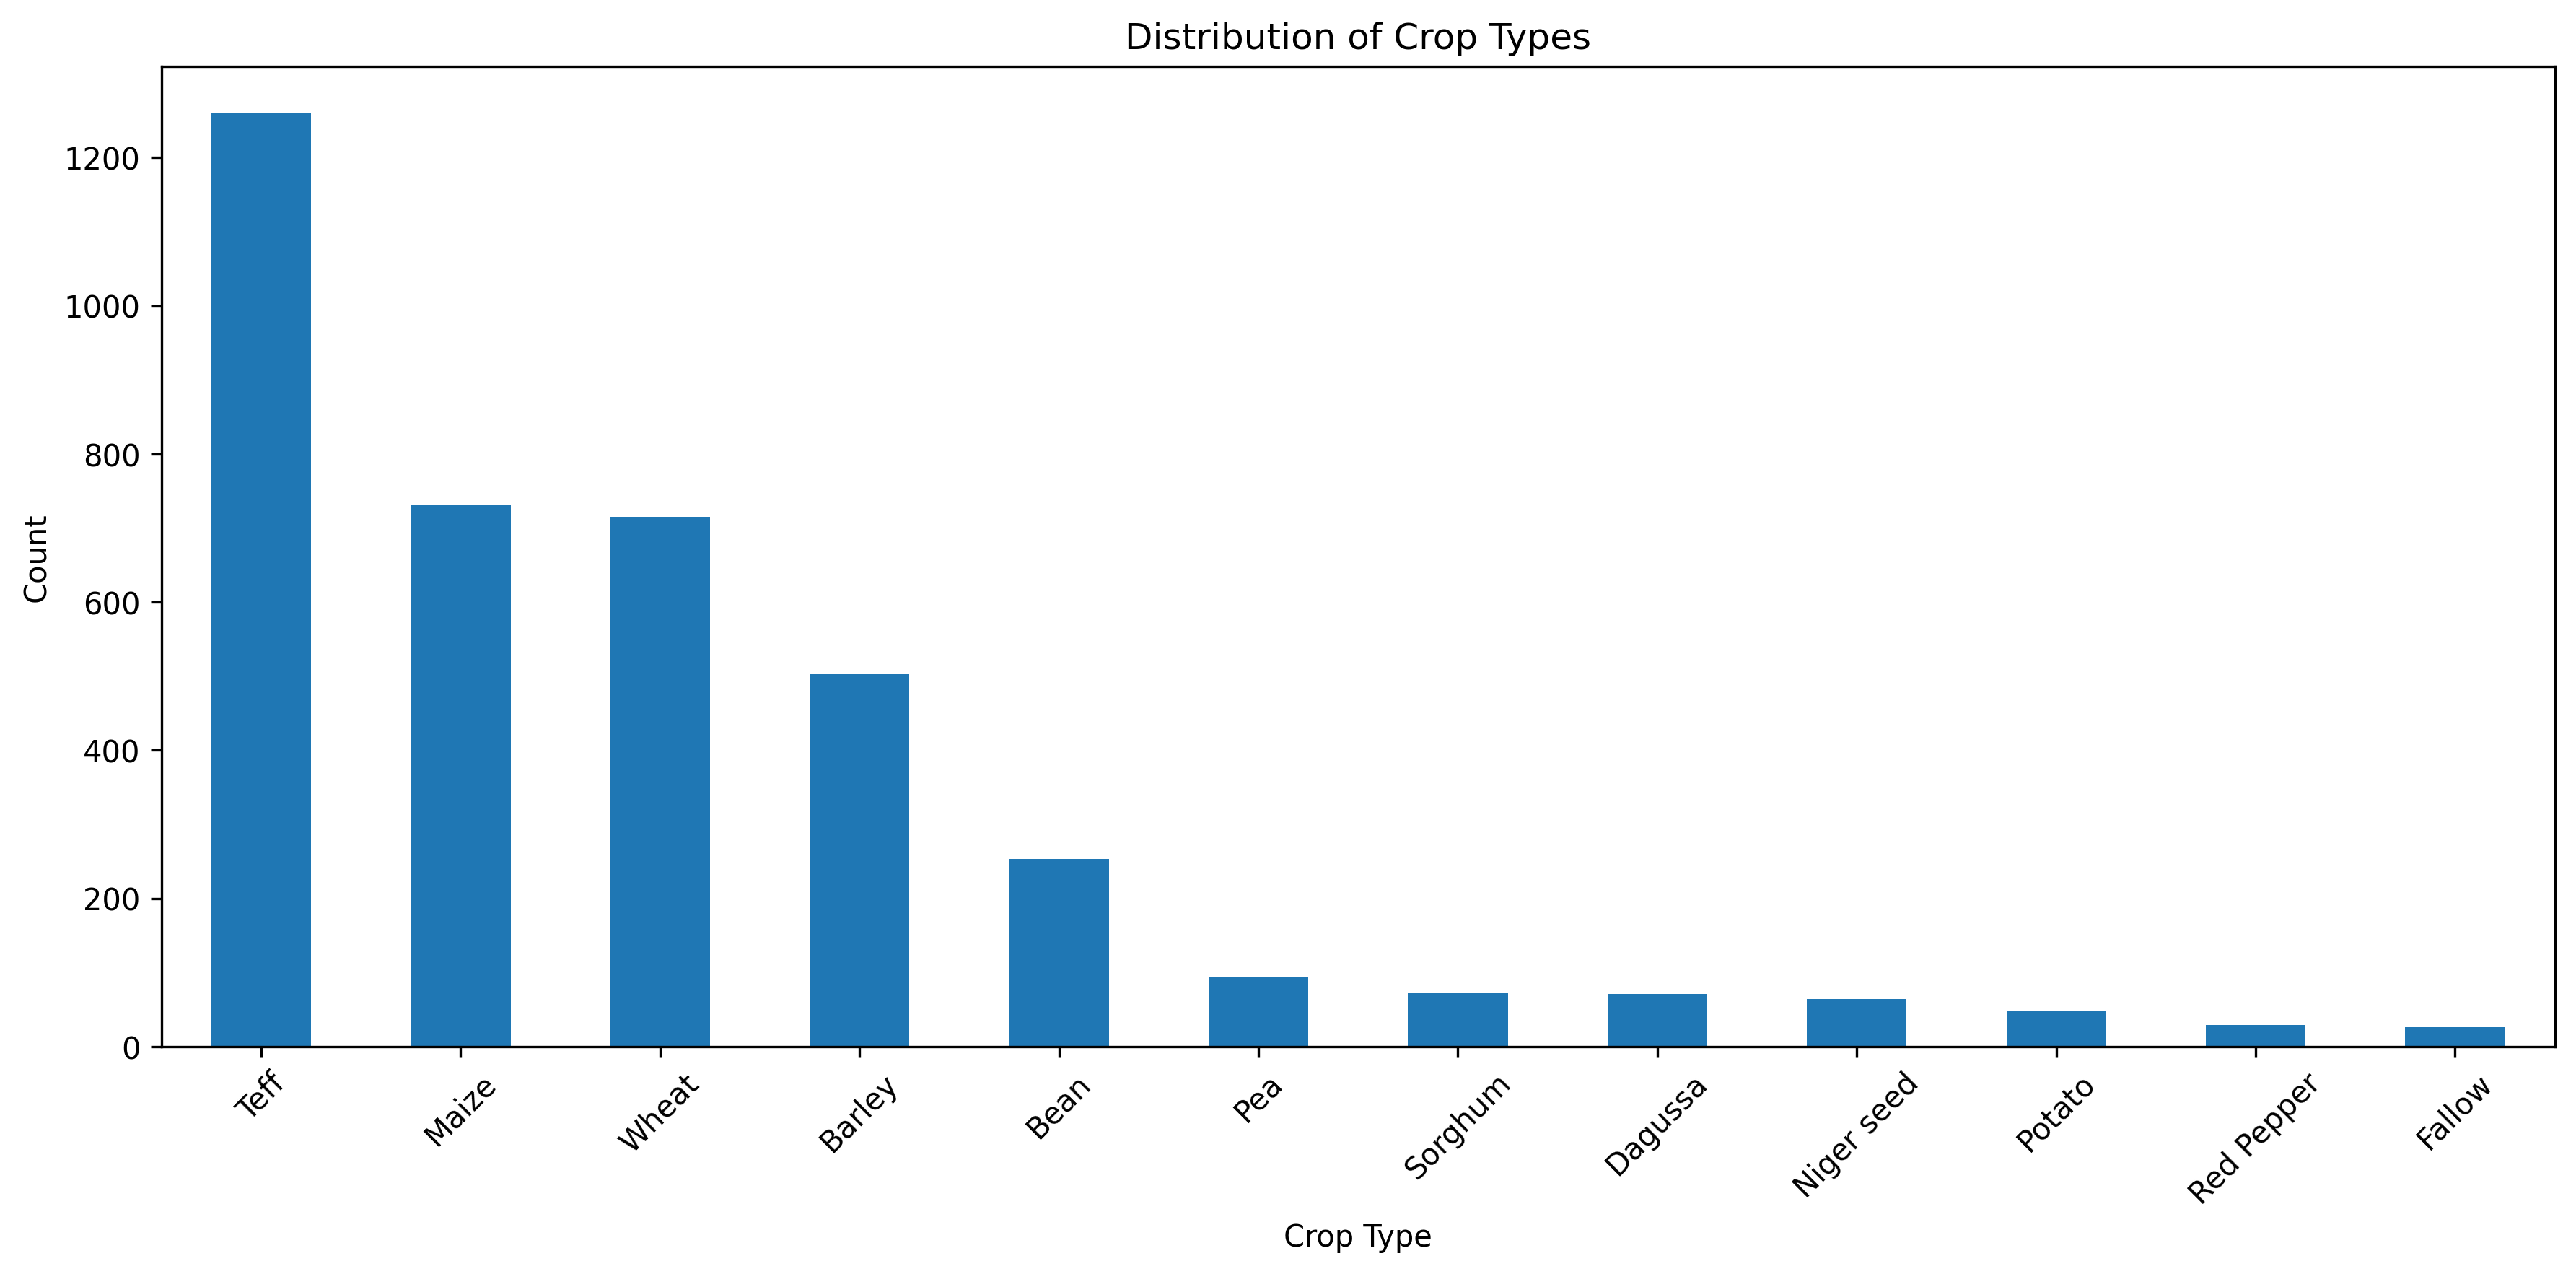 Distribution of Crop Types
1200
1000
800
600
400
200
0
Count
Teff
Maize
Wheat
Barley
Bean
Pea
Sorghum
Dagussa
Niger seed
Potato
Red Pepper
Fallow
Crop Type